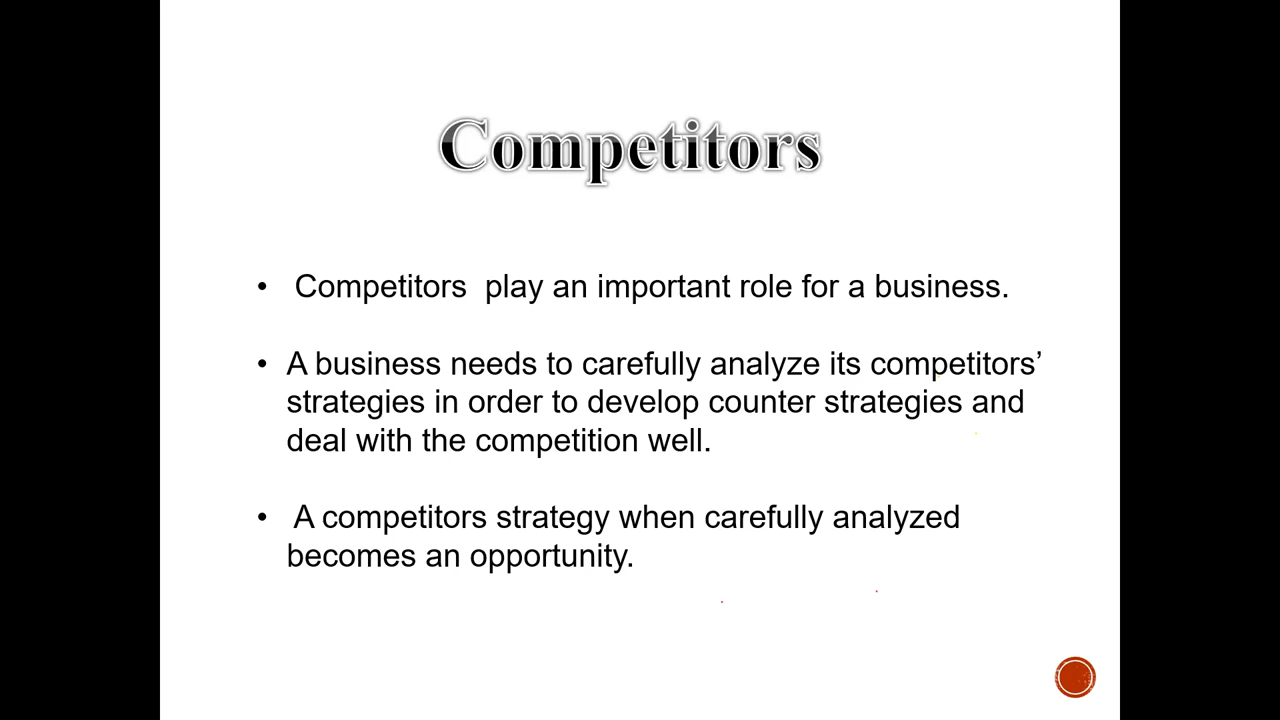 Competitors
• Competitors  play an important role for a business.
• A business needs to carefully analyze its competitors’
strategies in order to develop counter strategies and
deal with the competition well.
• A competitors strategy when carefully analyzed
becomes an opportunity.